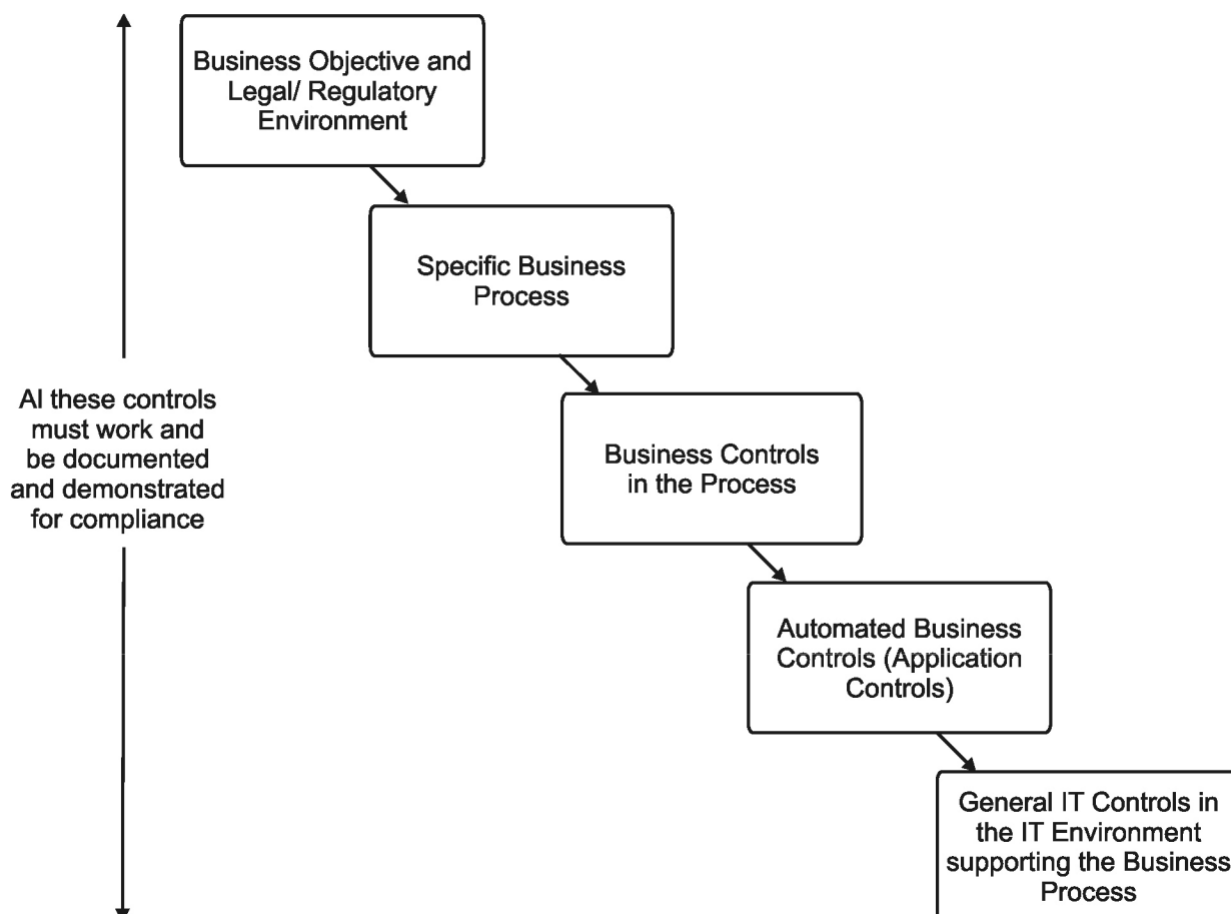 Business Objective and
Legal/ Regulatory
Environment
Specific Business
Process
Al these controls
must work and
be documented
and demonstrated
for compliance
Business Controls
in the Process
Automated Business
Controls (Application
Controls)
General IT Controls in
the IT Environment
supporting the Business
Process